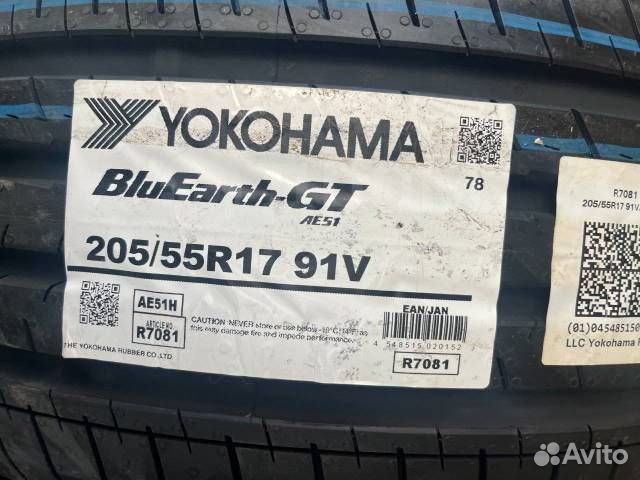 YOKOHAMA
BluEarth-GT
AE51
78
205/55R17 91V
AE51H
ARTICLE NO.
R7081
CAUTION: NEVER store or use below -18°C(14°F) as
this may damage tire and impede performance.
THE YOKOHAMA RUBBER CO.,LTD.
EAN/JAN
4 548515 020152
R7081
R7081
205/55R17 91V
(01)045485150
LLC Yokohama R
Avito